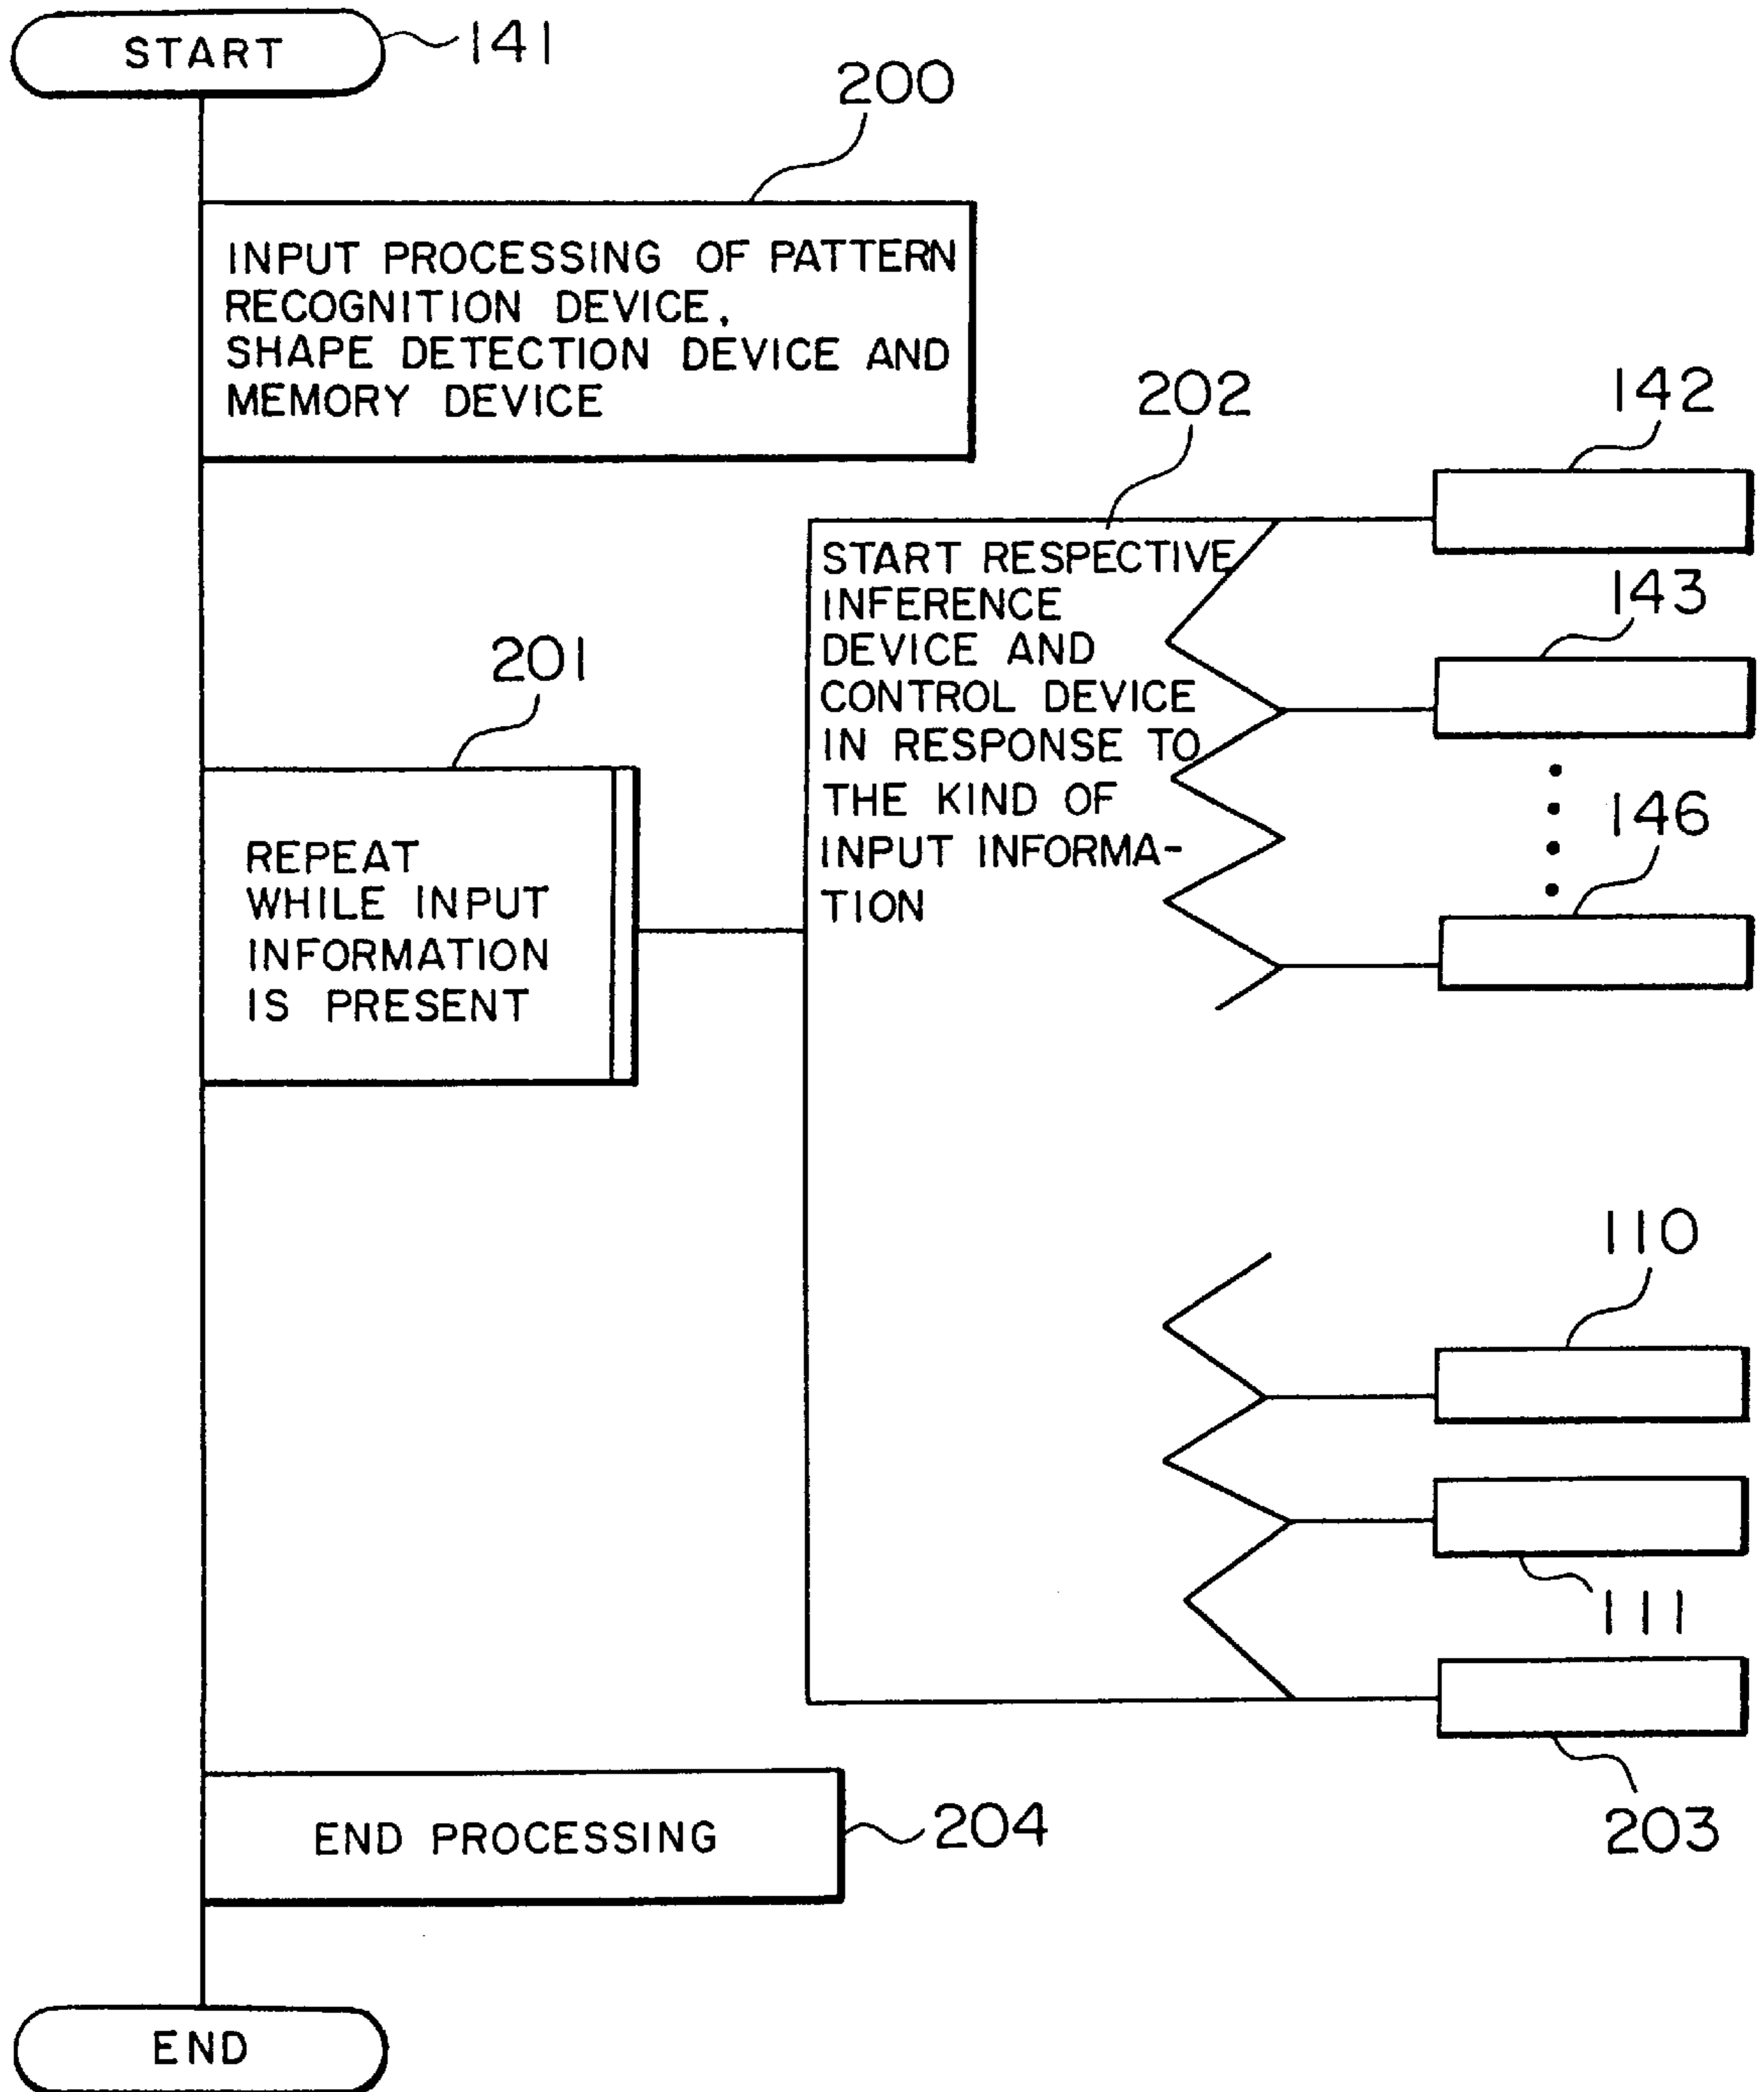 START
141
200
INPUT PROCESSING OF PATTERN
RECOGNITION DEVICE,
SHAPE DETECTION DEVICE AND
MEMORY DEVICE
202
142
START RESPECTIVE
INFERENCE
DEVICE AND
CONTROL DEVICE
IN RESPONSE TO
THE KIND OF
INPUT INFORMA-
TION
143
201
146
REPEAT
WHILE INPUT
INFORMATION
IS PRESENT
110
111
203
END PROCESSING
204
END